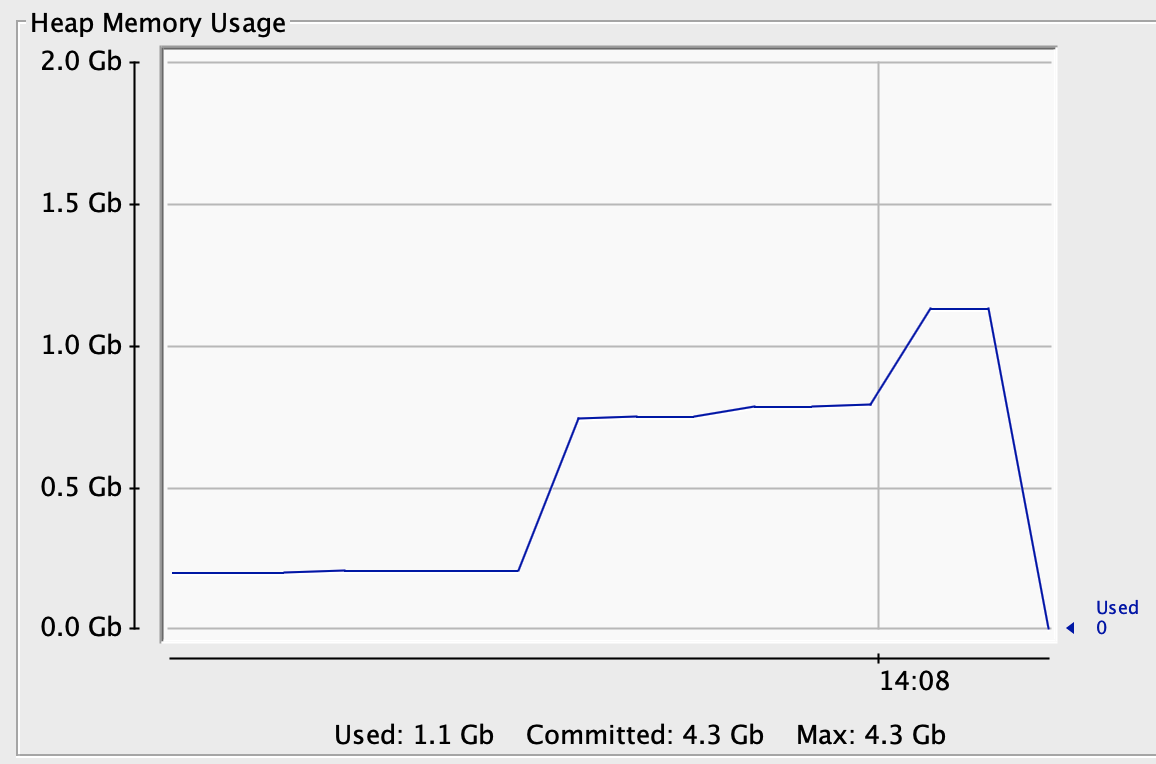 Heap Memory Usage
2.0 Gb
1.5 Gb
1.0 Gb
0.5 Gb
0.0 Gb
Used
0
14:08
Used: 1.1 Gb Committed: 4.3 Gb Max: 4.3 Gb